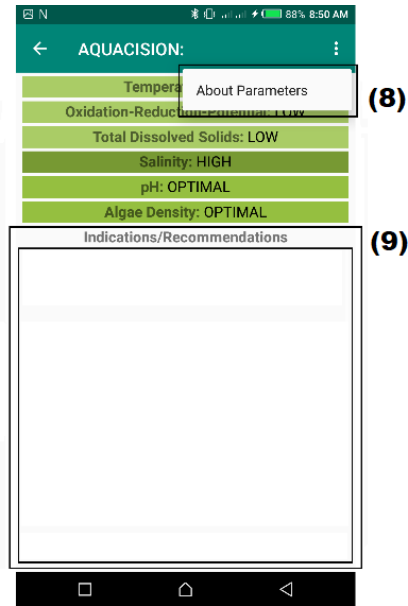 N 88% 8:50 AM
AQUACISION:
About Parameters
(8)
Tempera
Oxidation-Reduction-Potential: LOW
Total Dissolved Solids: LOW
Salinity: HIGH
pH: OPTIMAL
Algae Density: OPTIMAL
Indications/Recommendations
(9)